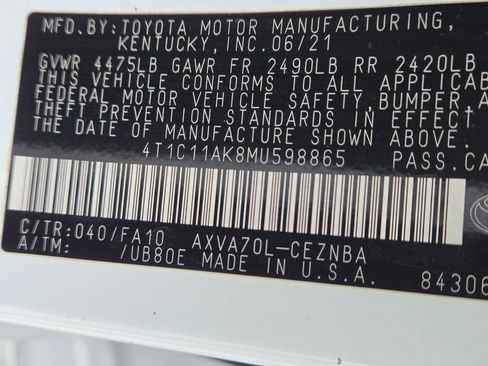 MFD.BY:TOYOTA MOTOR MANUFACTURING,
KENTUCKY, INC.06/21
GVWR 4475LB GAWR FR 2490LB RR 2420LB
THIS VEHICLE CONFORMS TO ALL APPLICAB
FEDERAL MOTOR VEHICLE SAFETY, BUMPER, A
THEFT PREVENTION STANDARDS IN EFFECT O
THE DATE OF MANUFACTURE SHOWN ABOVE.
4T1C11AK8MU598865 PASS.CA
C/TR:040/FA10 AXVA70L-CEZNBA
A/TM: /UB80E MADE IN U.S.A. 84306